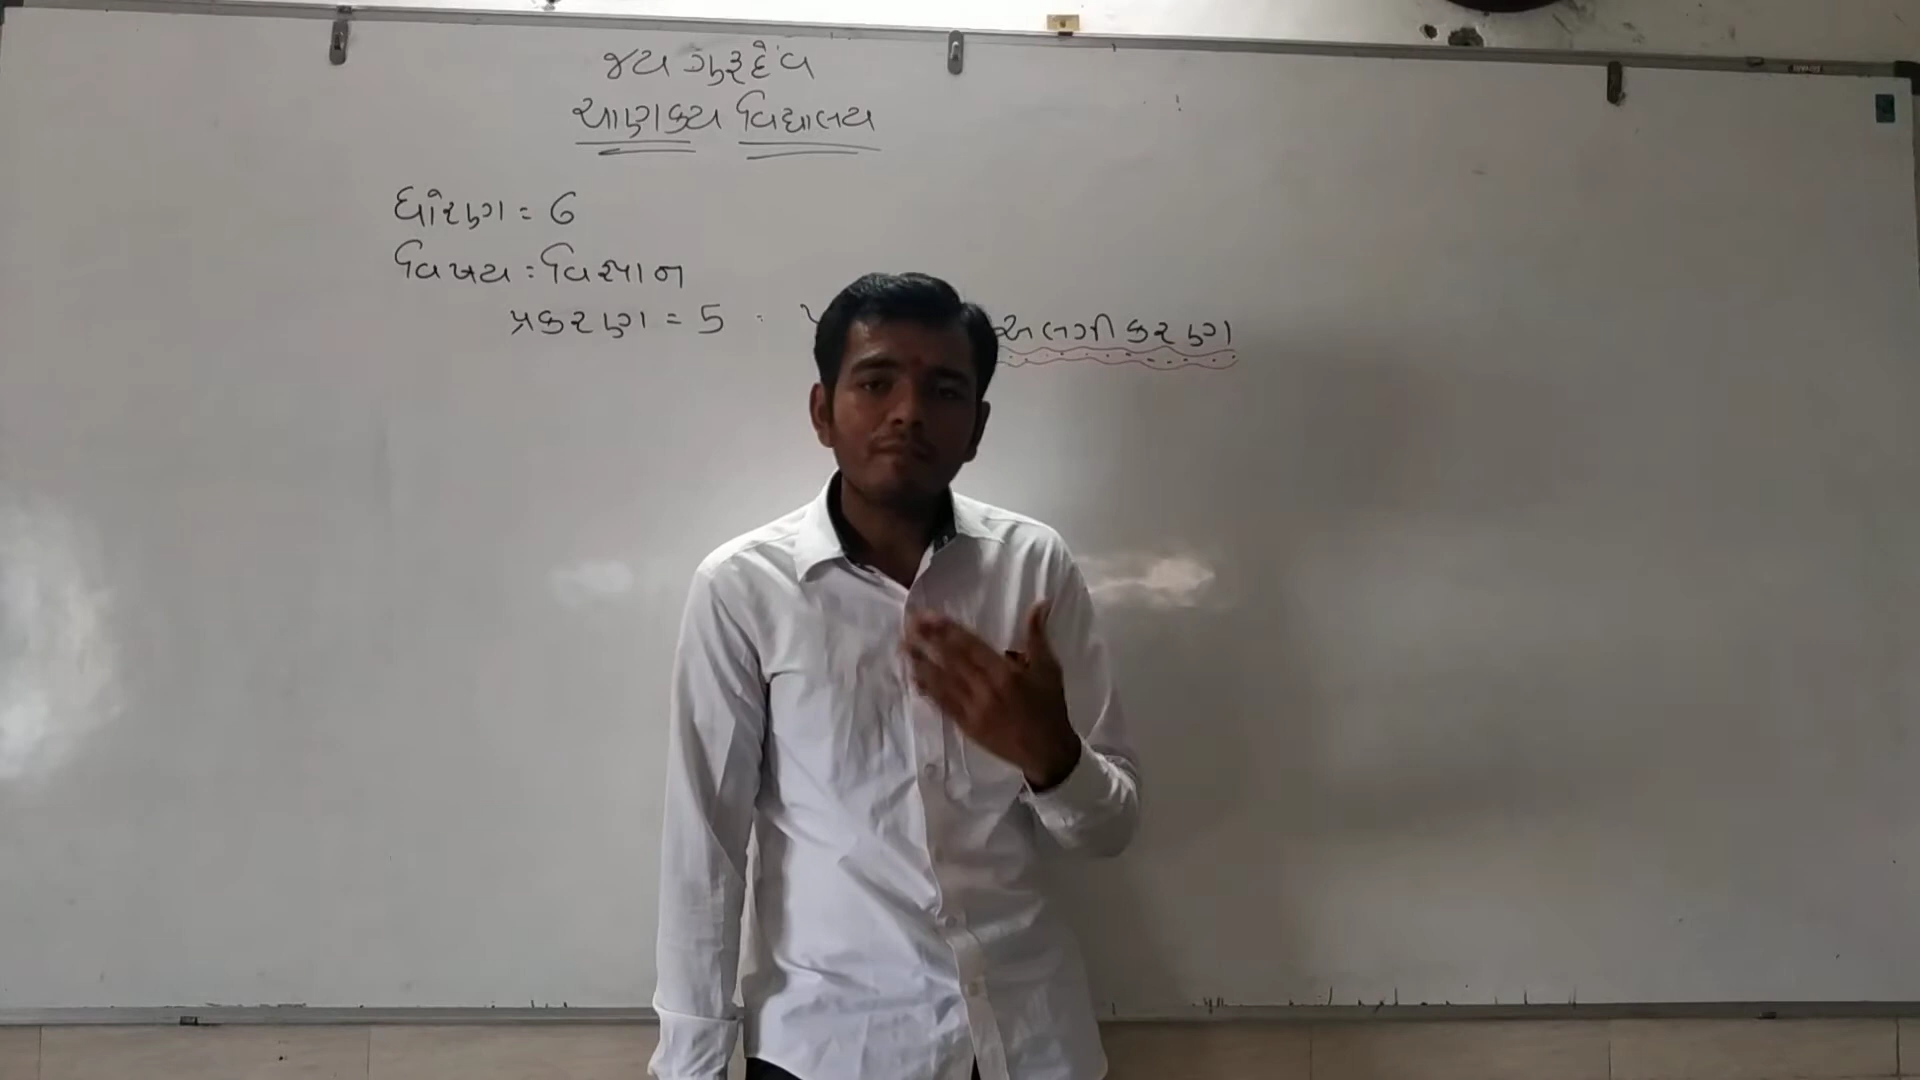 જય ગુરૂદેવ
ચાણક્ય વિદ્યાલય
ધોરણ = 6
વિષય : વિજ્ઞાન
પ્રકરણ = 5 : અલગીકરણ